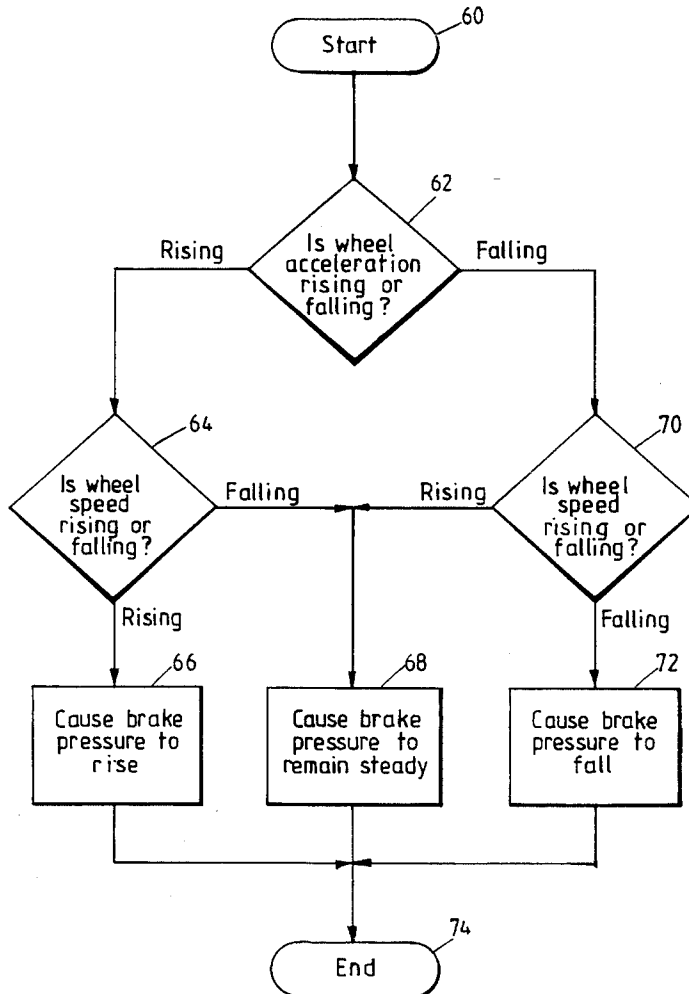 60
Start
62
Rising
Is wheel
acceleration
rising or
falling?
Falling
64
Is wheel
speed
rising or
falling?
Falling
Rising
70
Is wheel
speed
rising or
falling?
Rising
Falling
66
Cause brake
pressure to
rise
68
Cause brake
pressure to
remain steady
72
Cause brake
pressure to
fall
74
End